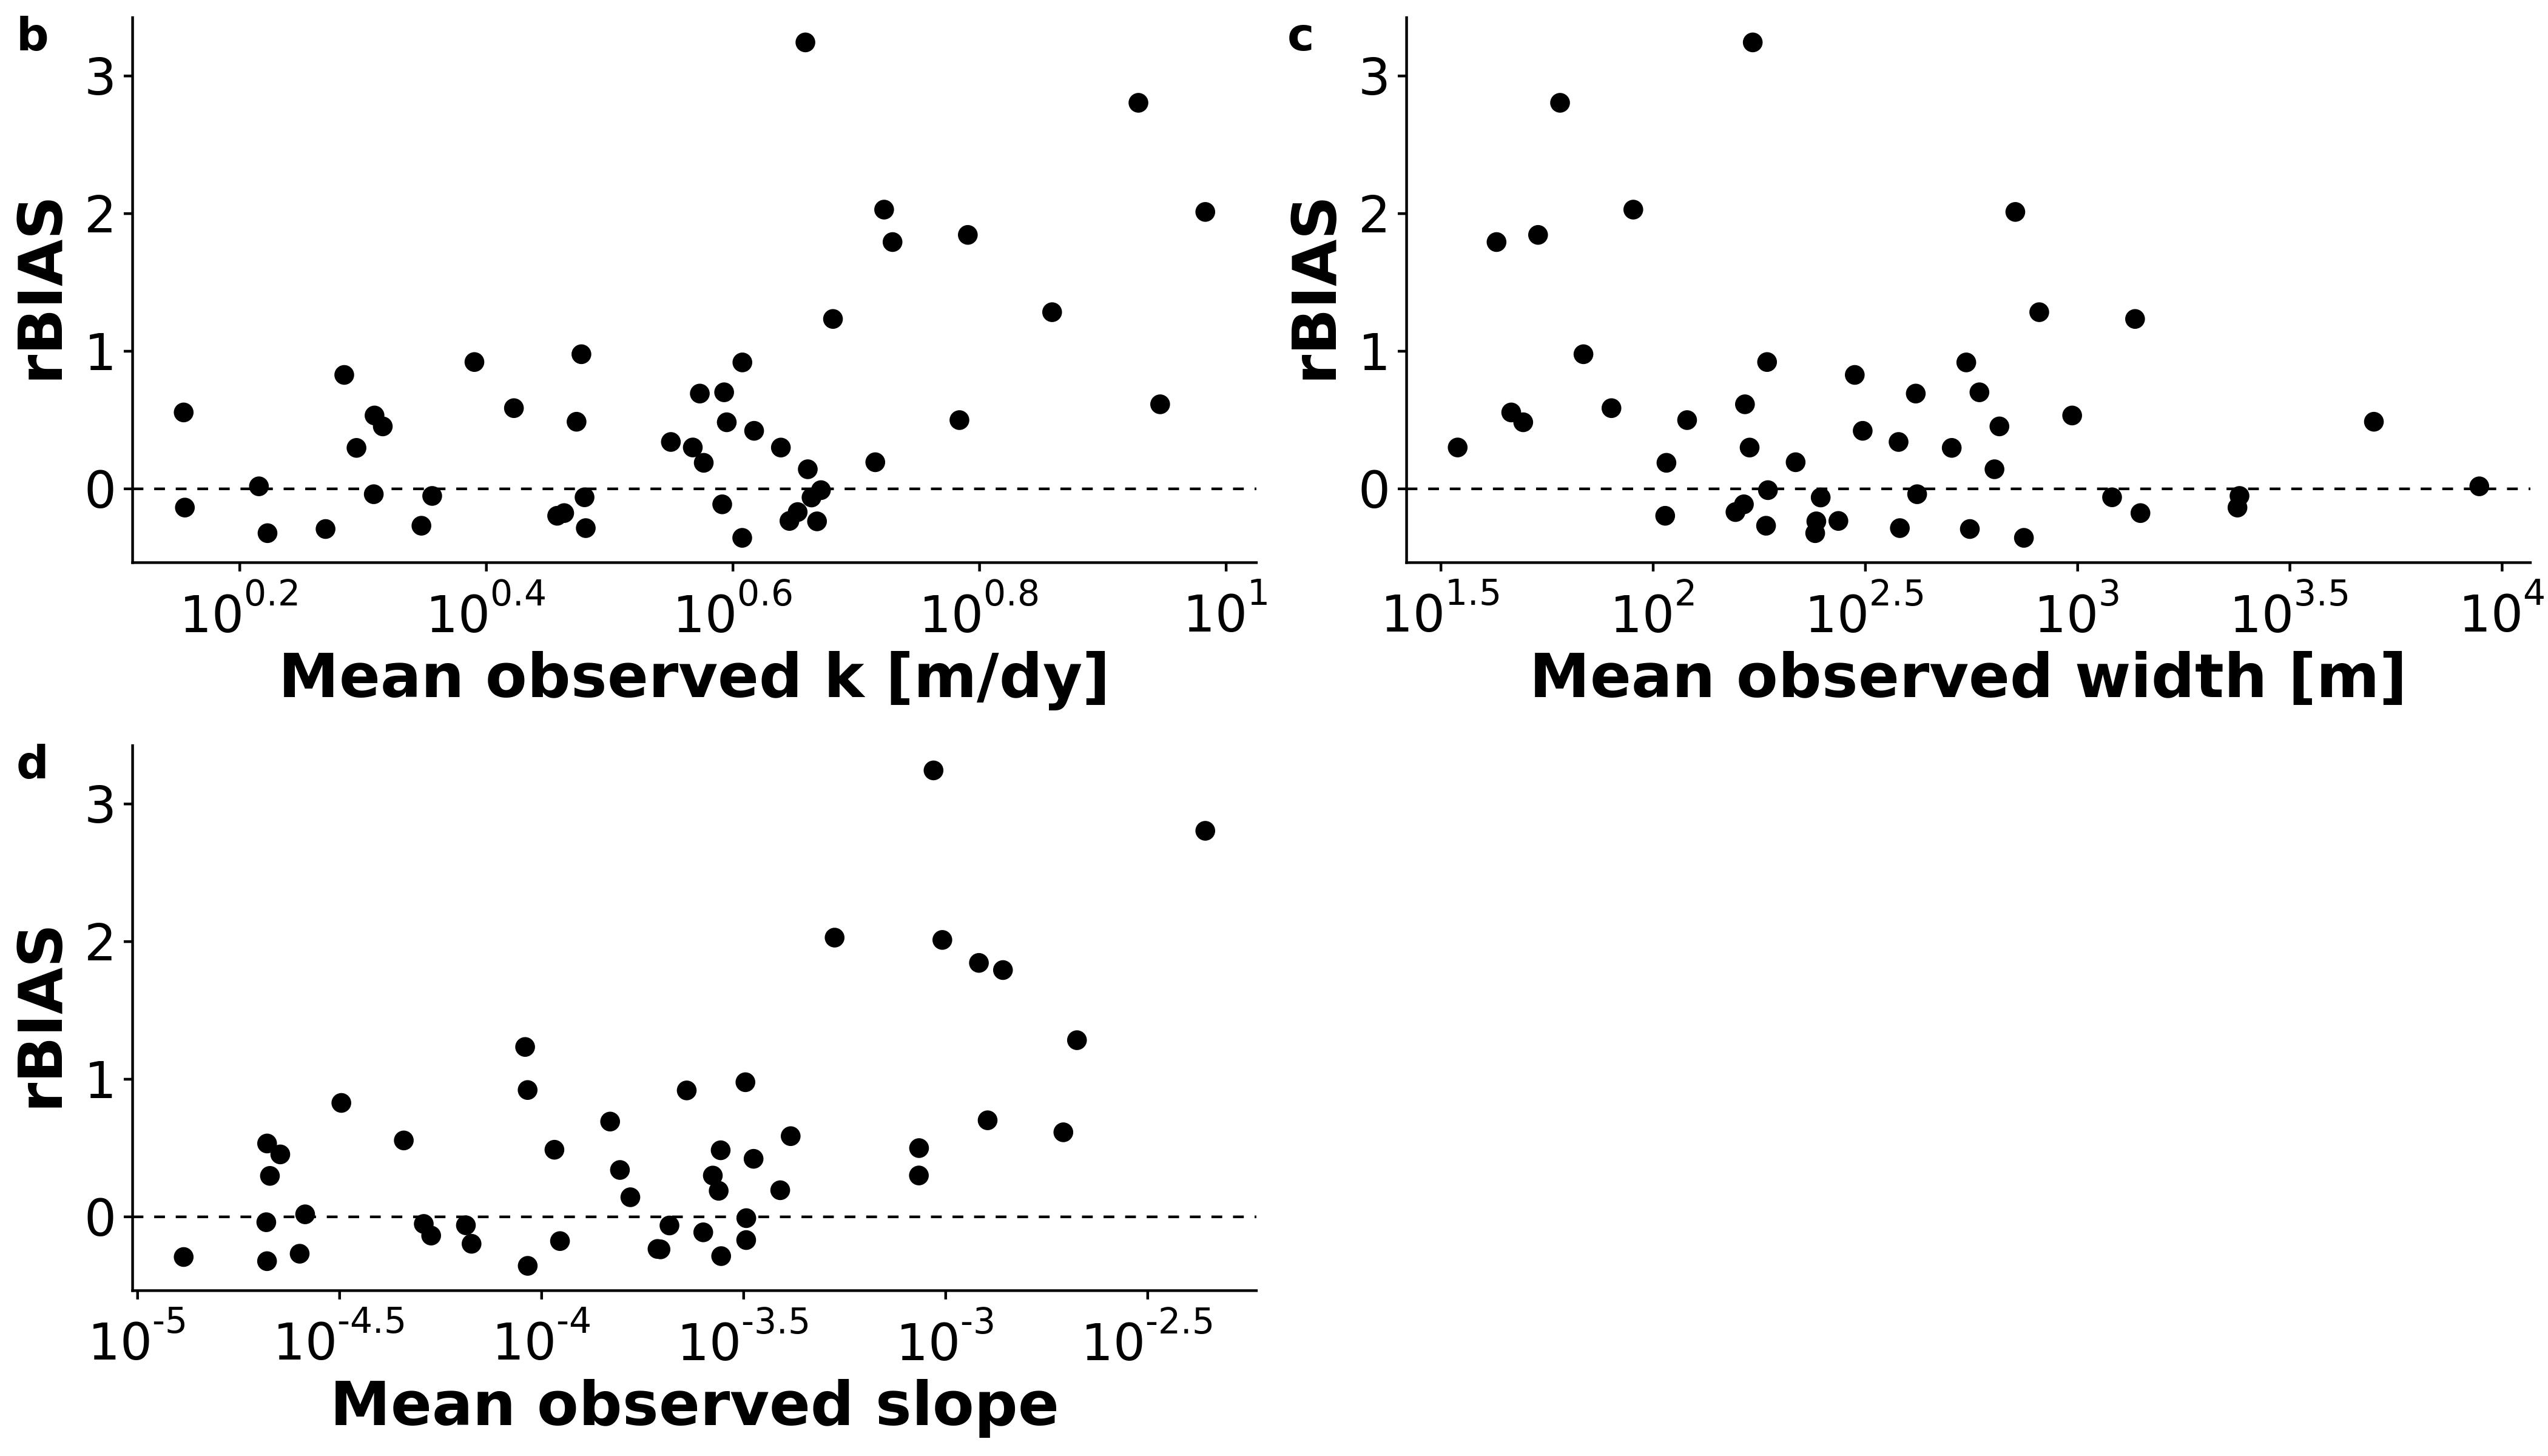 b
rBIAS
3
2
1
0
10^0.2 10^0.4 10^0.6 10^0.8 10^1
Mean observed k [m/dy]
c
rBIAS
3
2
1
0
10^1.5 10^2 10^2.5 10^3 10^3.5 10^4
Mean observed width [m]
d
rBIAS
3
2
1
0
10^-5 10^-4.5 10^-4 10^-3.5 10^-3 10^-2.5
Mean observed slope